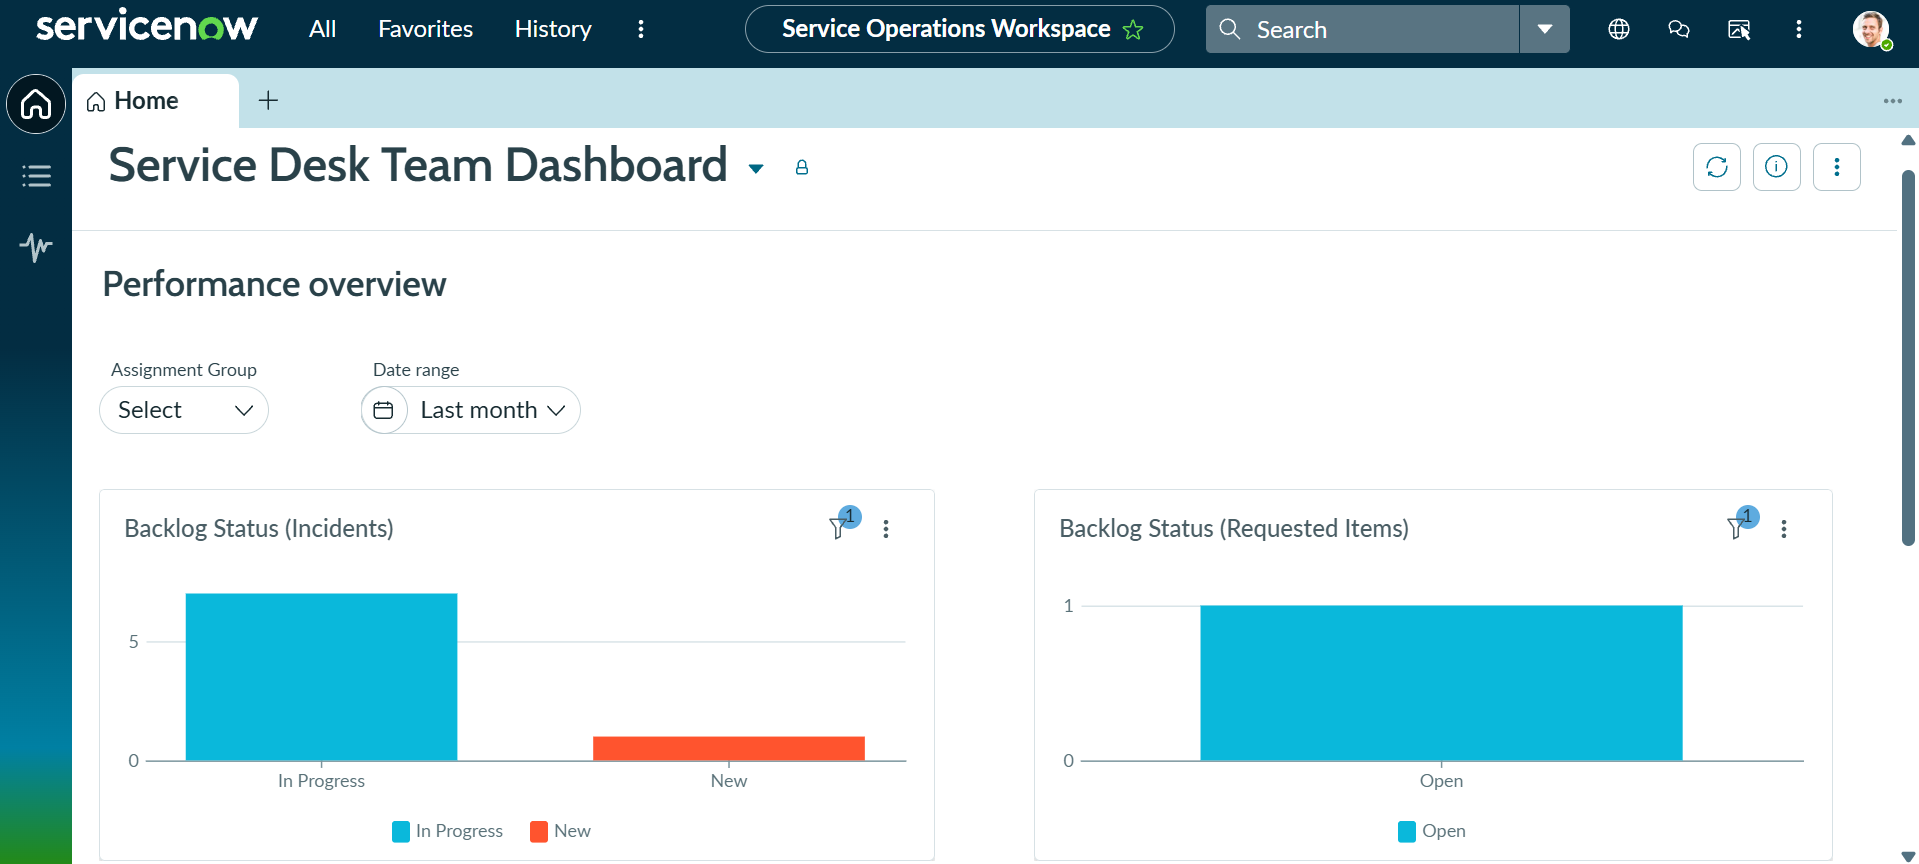 servicenow All Favorites History Service Operations Workspace Search
Home
Service Desk Team Dashboard
Performance overview
Assignment Group Date range
Select Last month
Backlog Status (Incidents) 1
5
0
In Progress New
In Progress New
Backlog Status (Requested Items) 1
1
0
Open
Open